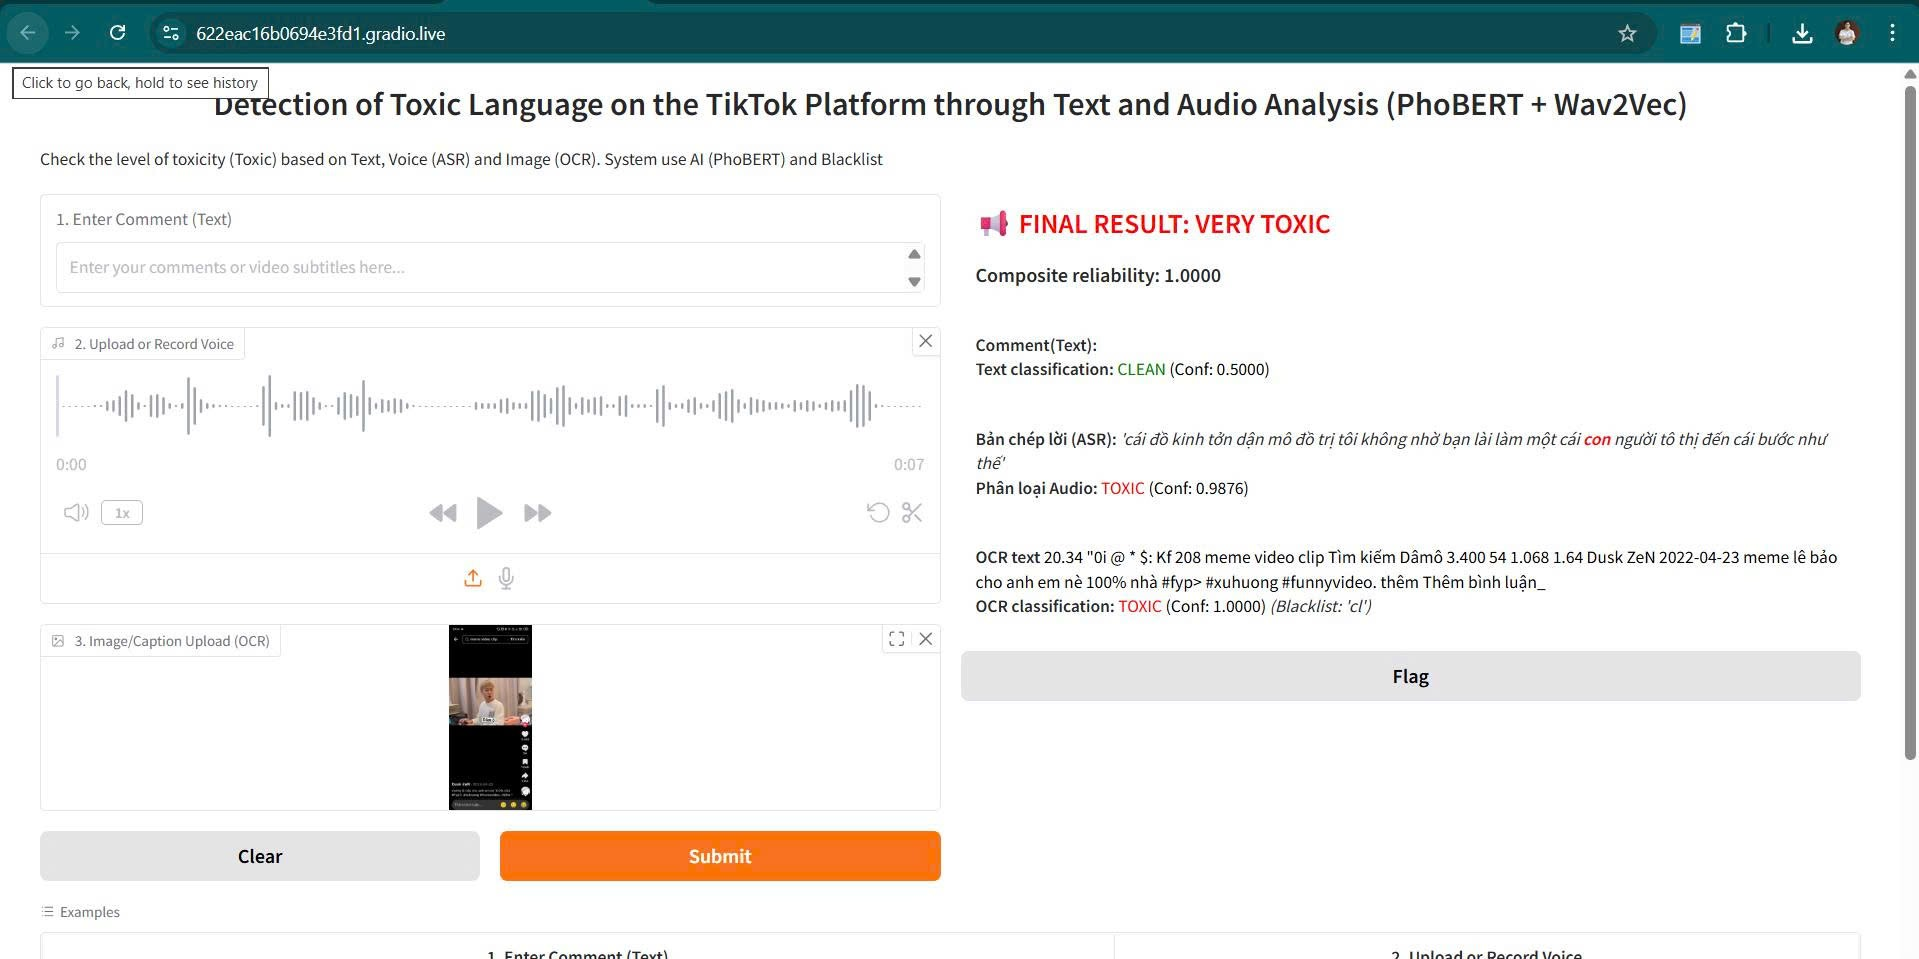 622eac16b0694e3fd1.gradio.live
Click to go back, hold to see history
Detection of Toxic Language on the TikTok Platform through Text and Audio Analysis (PhoBERT + Wav2Vec)
Check the level of toxicity (Toxic) based on Text, Voice (ASR) and Image (OCR). System use AI (PhoBERT) and Blacklist
1. Enter Comment (Text)
Enter your comments or video subtitles here...
2. Upload or Record Voice
0:00
0:07
1x
3. Image/Caption Upload (OCR)
Clear
Submit
Examples
1. Enter Comment (Text)
2. Upload or Record Voice
FINAL RESULT: VERY TOXIC
Composite reliability: 1.0000
Comment(Text):
Text classification: CLEAN (Conf: 0.5000)
Bản chép lời (ASR): 'cái đồ kinh tởn dận mô đồ trị tôi không nhờ bạn lài làm một cái con người tô thị đến cái bước như
thế'
Phân loại Audio: TOXIC (Conf: 0.9876)
OCR text 20.34 "0i @ * $: Kf 208 meme video clip Tìm kiếm Dâmô 3.400 54 1.068 1.64 Dusk ZeN 2022-04-23 meme lê bảo
cho anh em nè 100% nhà #fyp> #xuhuong #funnyvideo. thêm Thêm bình luận_
OCR classification: TOXIC (Conf: 1.0000) (Blacklist: 'cl')
Flag